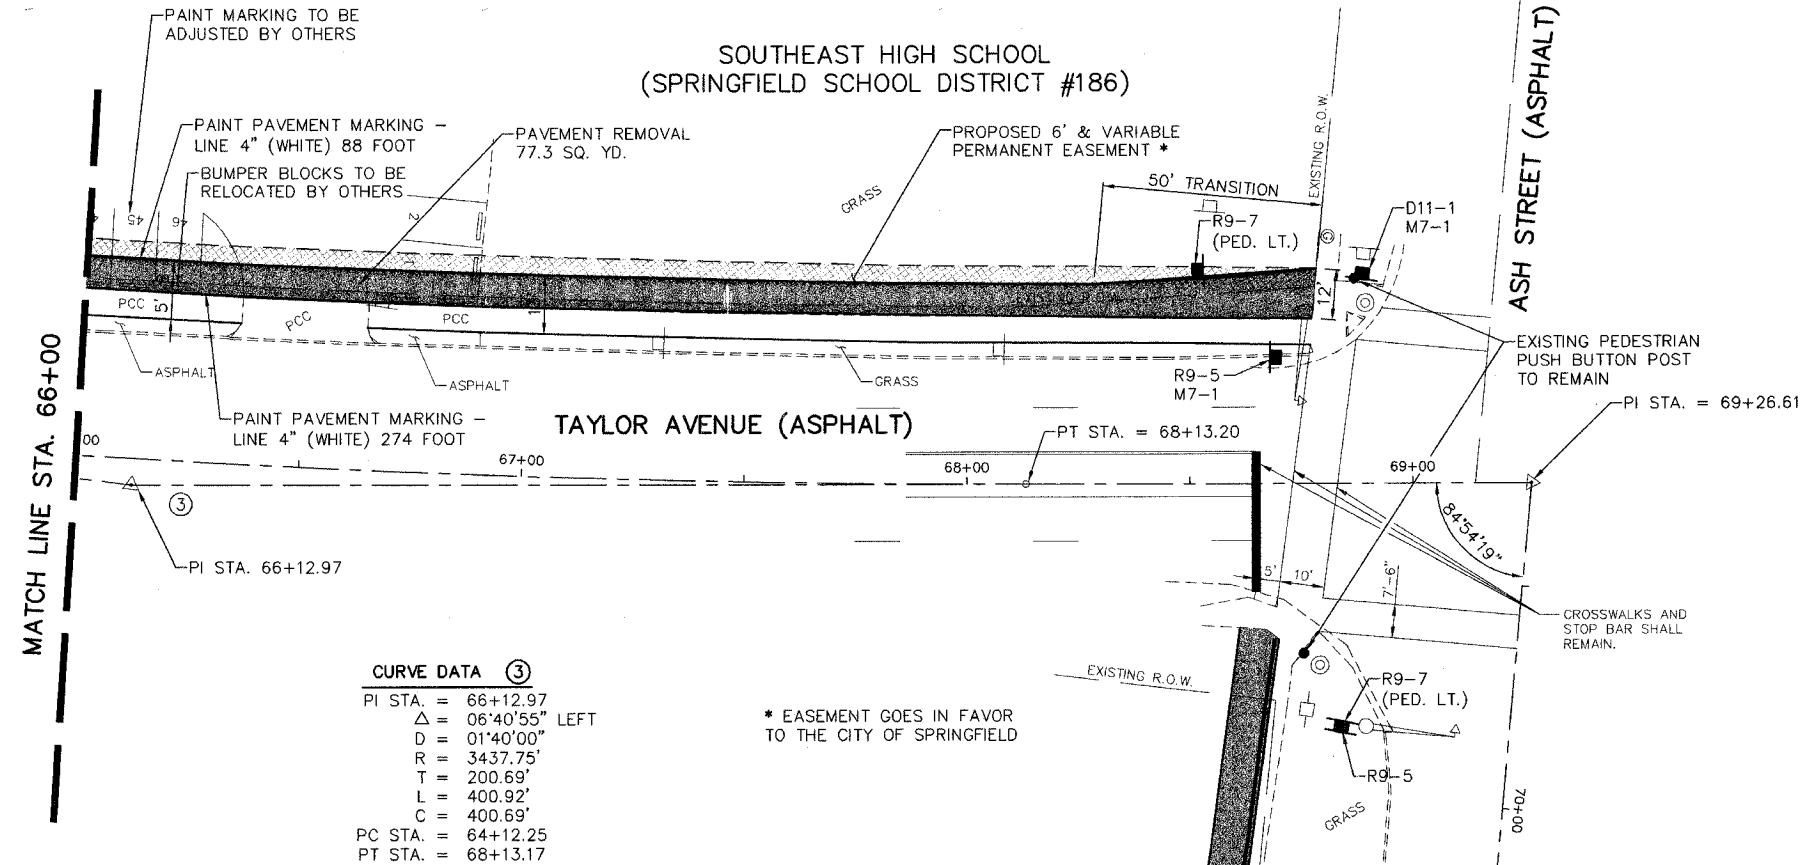 PAINT MARKING TO BE
ADJUSTED BY OTHERS
SOUTHEAST HIGH SCHOOL
(SPRINGFIELD SCHOOL DISTRICT #186)
PAINT PAVEMENT MARKING –
LINE 4" (WHITE) 88 FOOT
BUMPER BLOCKS TO BE
RELOCATED BY OTHERS
PAVEMENT REMOVAL
77.3 SQ. YD.
PROPOSED 6' & VARIABLE
PERMANENT EASEMENT *
GRASS
50' TRANSITION
EXISTING R.O.W.
R9-7
(PED. LT.)
D11-1
M7-1
ASH STREET (ASPHALT)
45
46
2
G
12'
PCC
5'
PCC
PCC
ASPHALT
ASPHALT
GRASS
R9-5
M7-1
EXISTING PEDESTRIAN
PUSH BUTTON POST
TO REMAIN
PI STA. = 69+26.61
PAINT PAVEMENT MARKING –
LINE 4" (WHITE) 274 FOOT
TAYLOR AVENUE (ASPHALT)
PT STA. = 68+13.20
MATCH LINE STA. 66+00
00
67+00
68+00
69+00
3
84°54'19"
PI STA. 66+12.97
5'
10'
7'-6"
CROSSWALKS AND
STOP BAR SHALL
REMAIN.
EXISTING R.O.W.
R9-7
(PED. LT.)
R9-5
GRASS
70+00
CURVE DATA 3
PI STA. = 66+12.97
Δ = 06°40'55" LEFT
D = 01°40'00"
R = 3437.75'
T = 200.69'
L = 400.92'
C = 400.69'
PC STA. = 64+12.25
PT STA. = 68+13.17
* EASEMENT GOES IN FAVOR
TO THE CITY OF SPRINGFIELD